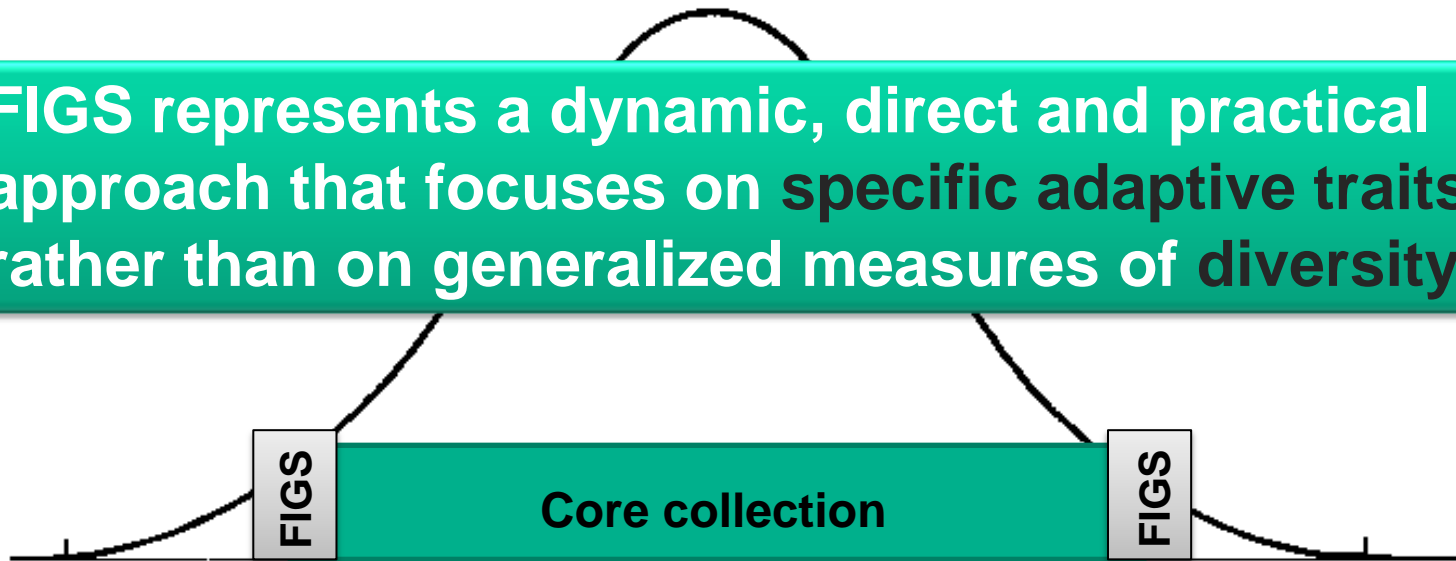 FIGS represents a dynamic, direct and practical
approach that focuses on specific adaptive traits
rather than on generalized measures of diversity
FIGS
Core collection
FIGS